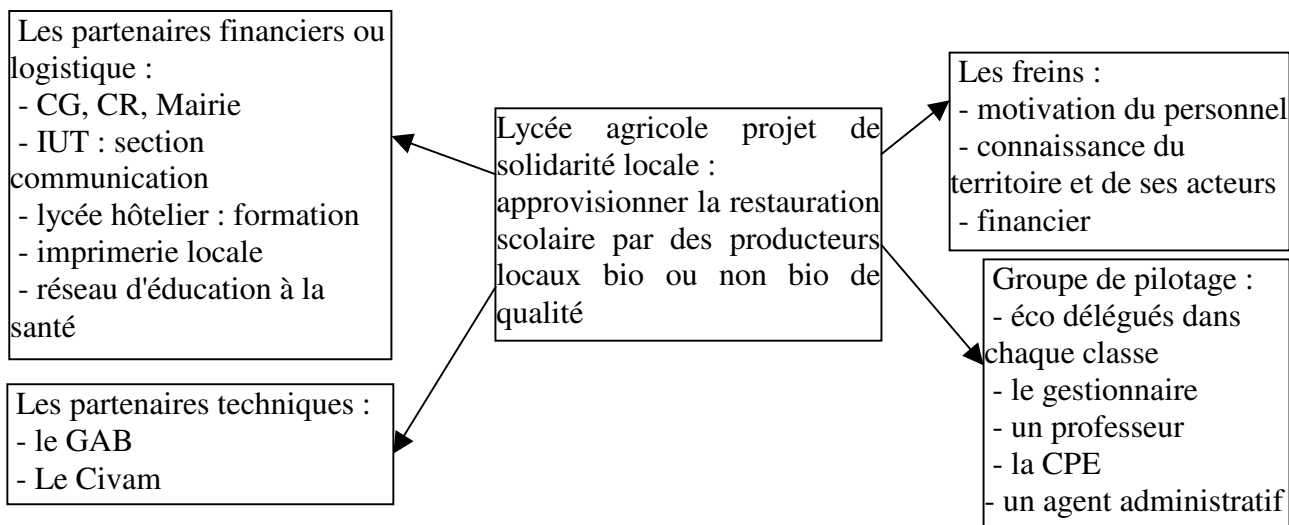 Les partenaires financiers ou
logistique :
- CG, CR, Mairie
- IUT : section
communication
- lycée hôtelier : formation
- imprimerie locale
- réseau d'éducation à la
santé
Les partenaires techniques :
- le GAB
- Le Civam
Lycée agricole projet de
solidarité locale :
approvisionner la restauration
scolaire par des producteurs
locaux bio ou non bio de
qualité
Les freins :
- motivation du personnel
- connaissance du
territoire et de ses acteurs
- financier
Groupe de pilotage :
- éco délégués dans
chaque classe
- le gestionnaire
- un professeur
- la CPE
- un agent administratif